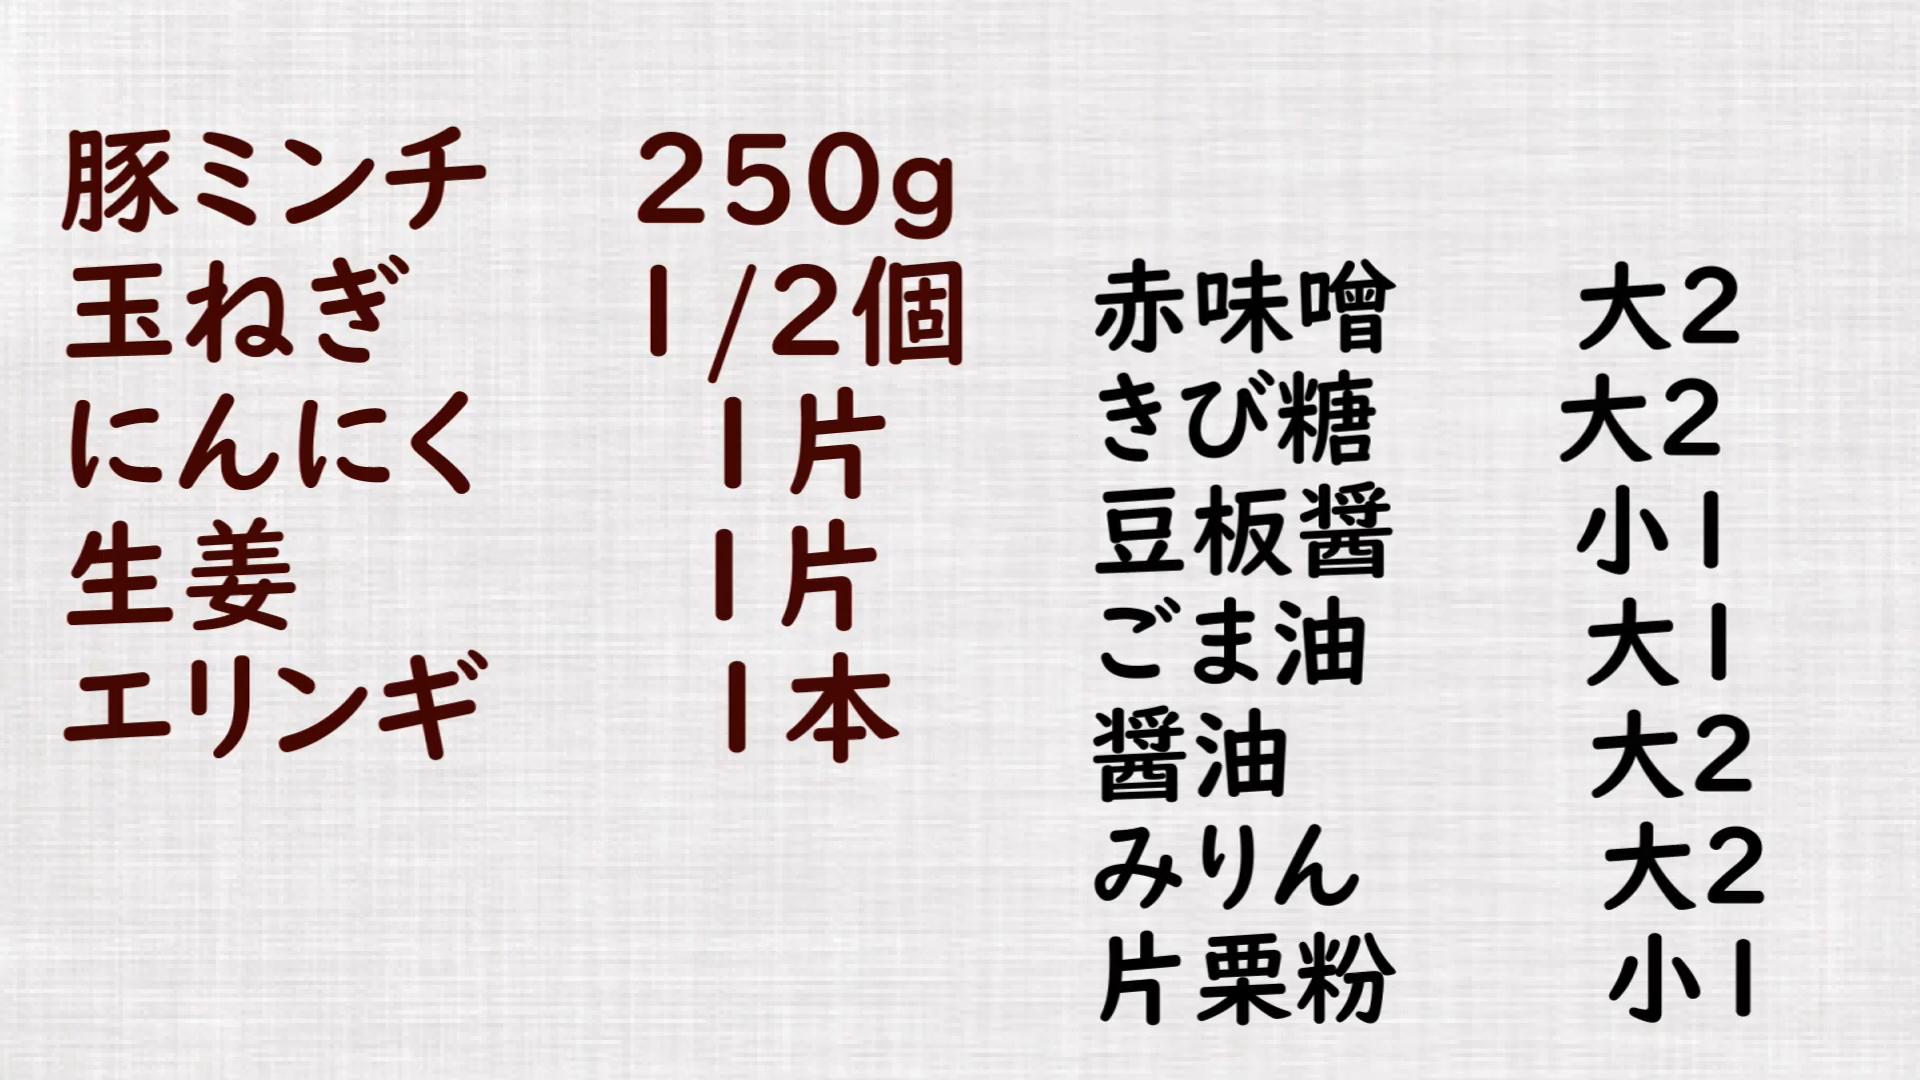 豚ミンチ 250g
玉ねぎ 1/2個
にんにく 1片
生姜 1片
エリンギ 1本
赤味噌 大2
きび糖 大2
豆板醤 小1
ごま油 大1
醤油 大2
みりん 大2
片栗粉 小1